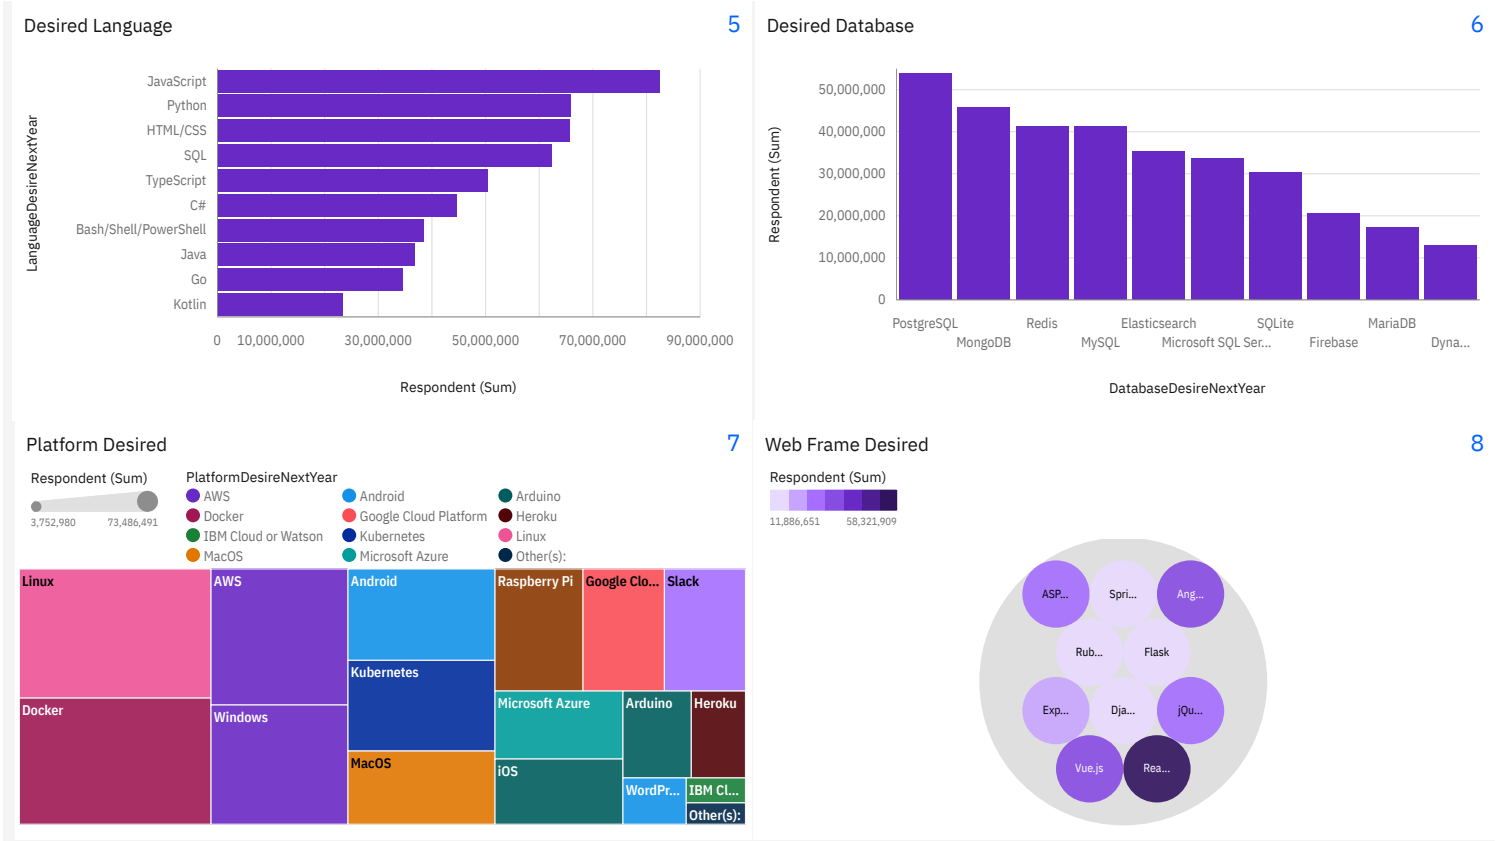 Desired Language 5
LanguageDesireNextYear
JavaScript
Python
HTML/CSS
SQL
TypeScript
C#
Bash/Shell/PowerShell
Java
Go
Kotlin
0 10,000,000 30,000,000 50,000,000 70,000,000 90,000,000
Respondent (Sum)
Desired Database 6
Respondent (Sum)
50,000,000
40,000,000
30,000,000
20,000,000
10,000,000
0
PostgreSQL Redis Elasticsearch SQLite MariaDB
MongoDB MySQL Microsoft SQL Ser... Firebase Dyna...
DatabaseDesireNextYear
Platform Desired 7
Respondent (Sum)
3,752,980 73,486,491
PlatformDesireNextYear
AWS Android Arduino
Docker Google Cloud Platform Heroku
IBM Cloud or Watson Kubernetes Linux
MacOS Microsoft Azure Other(s):
Linux AWS Android Raspberry Pi Google Clo... Slack
Kubernetes
Docker Windows Microsoft Azure Arduino Heroku
MacOS iOS
WordPr... IBM Cl...
Other(s):
Web Frame Desired 8
Respondent (Sum)
11,886,651 58,321,909
ASP... Spri... Ang...
Rub... Flask
Exp... Dja... jQu...
Vue.js Rea...